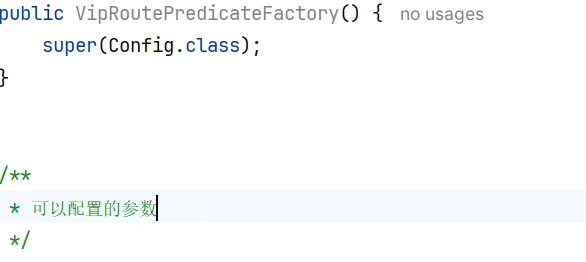 public VipRoutePredicateFactory() { no usages
super(Config.class);
}
/**
* 可以配置的参数
*/